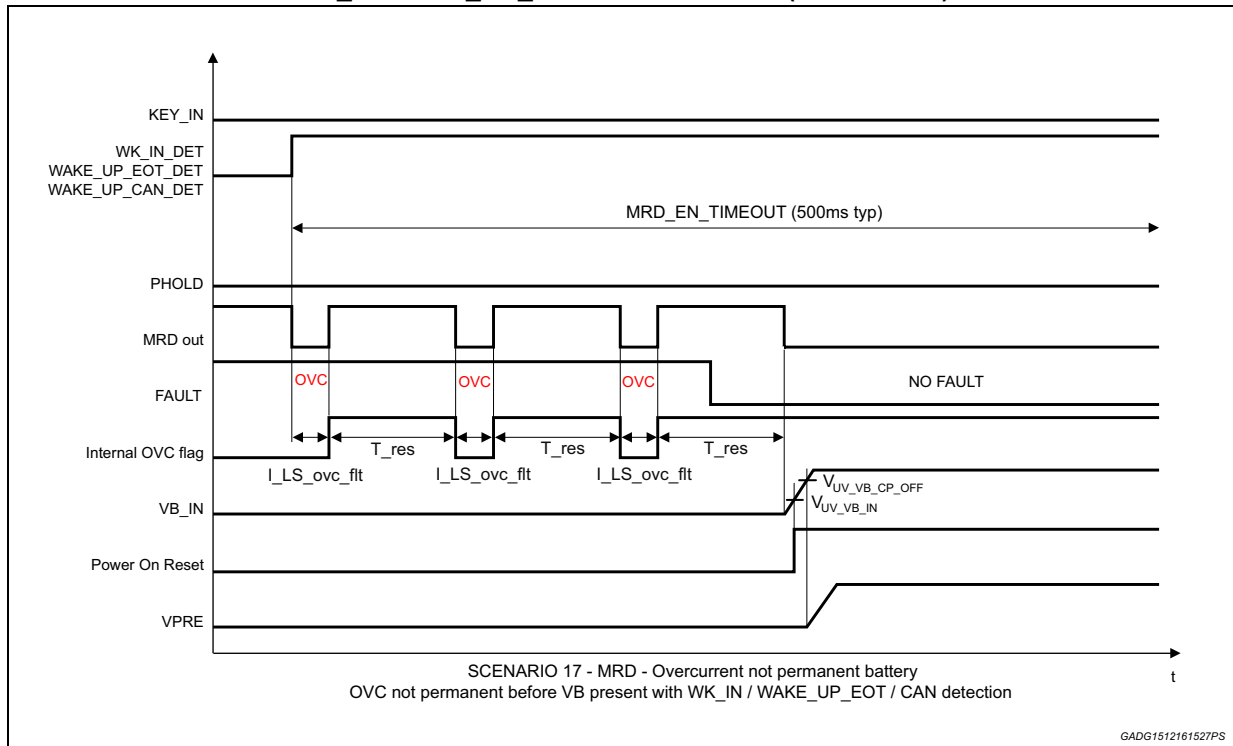 KEY_IN
WK_IN_DET
WAKE_UP_EOT_DET
WAKE_UP_CAN_DET
MRD_EN_TIMEOUT (500ms typ)
PHOLD
MRD out
OVC OVC OVC
NO FAULT
FAULT
T_res T_res T_res
Internal OVC flag
I_LS_ovc_flt I_LS_ovc_flt I_LS_ovc_flt
VUV_VB_CP_OFF
VUV_VB_IN
VB_IN
Power On Reset
VPRE
SCENARIO 17 - MRD - Overcurrent not permanent battery
t
OVC not permanent before VB present with WK_IN / WAKE_UP_EOT / CAN detection
GADG1512161527PS